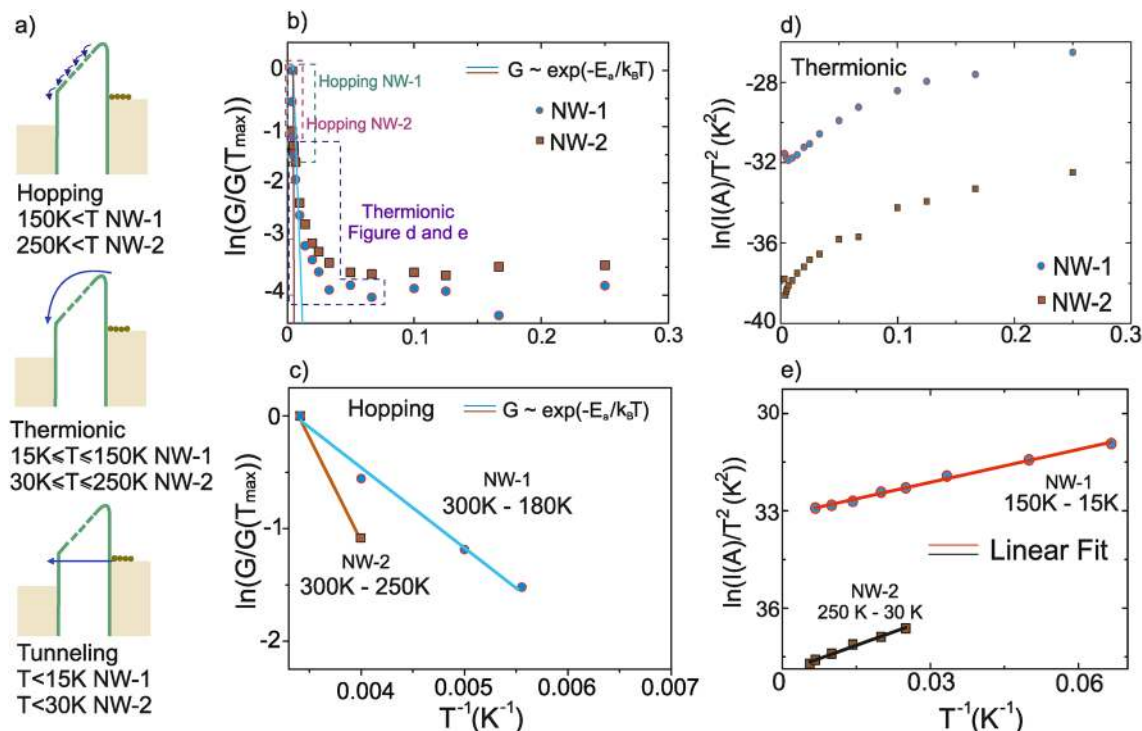 a)
Hopping
150K<T NW-1
250K<T NW-2
Thermionic
15K⩽T⩽150K NW-1
30K⩽T⩽250K NW-2
Tunneling
T<15K NW-1
T<30K NW-2
b)
ln(G/G(Tmax))
0
-1
-2
-3
-4
0
0.1
0.2
0.3
Hopping NW-1
Hopping NW-2
G ~ exp(-Ea/kBT)
NW-1
NW-2
Thermionic
Figure d and e
c)
ln(G/G(Tmax))
0
-1
-2
Hopping
G ~ exp(-Ea/kBT)
NW-1
300K - 180K
NW-2
300K - 250K
0.004
0.005
0.006
0.007
T⁻¹(K⁻¹)
d)
ln(I(A)/T² (K²))
-28
-32
-36
-40
Thermionic
NW-1
NW-2
0
0.1
0.2
0.3
e)
ln(I(A)/T² (K²))
30
33
36
NW-1
150K - 15K
Linear Fit
NW-2
250 K - 30 K
0
0.03
0.06
T⁻¹(K⁻¹)